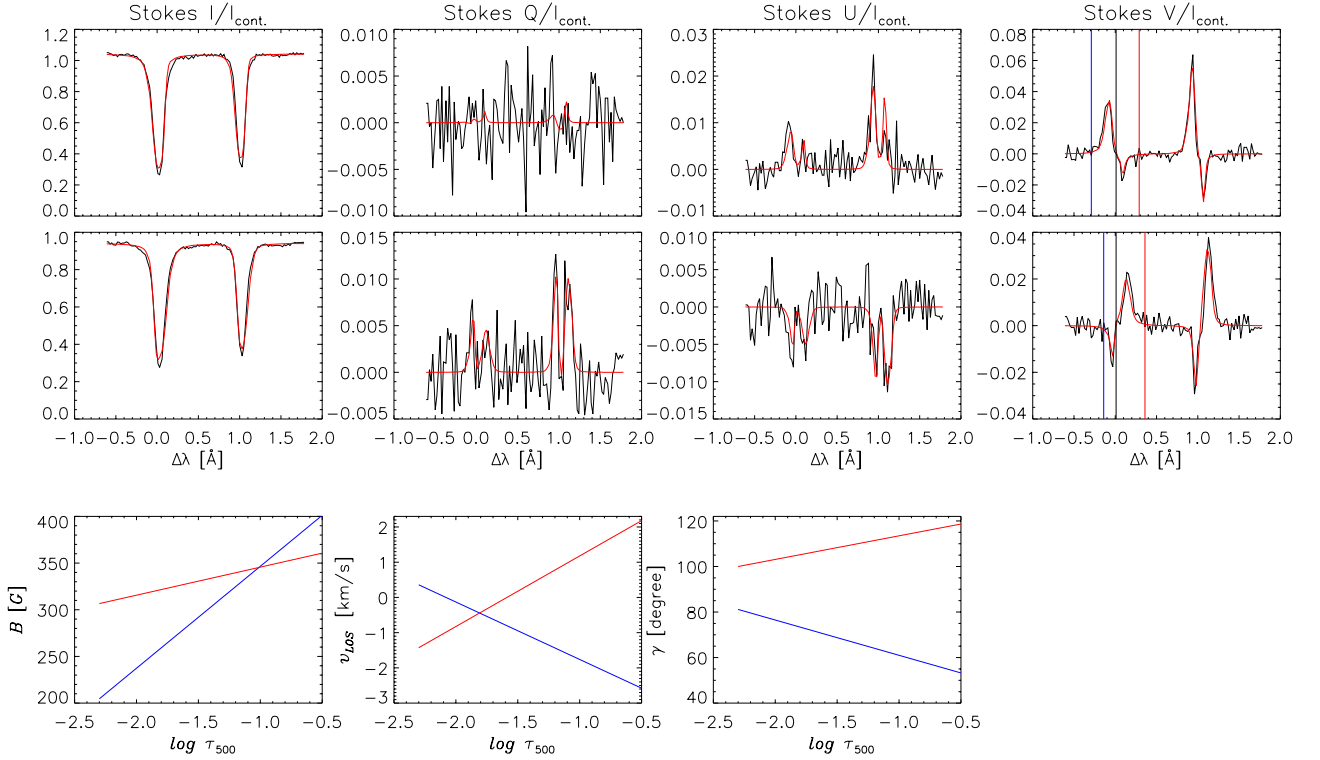 Stokes I/I_cont. Stokes Q/I_cont. Stokes U/I_cont. Stokes V/I_cont.
1.2 0.010 0.03 0.08
1.0 0.02 0.06
0.8 0.005 0.04
0.6 0.000 0.01 0.02
0.4 0.00
0.2 −0.005 0.00 −0.02
0.0 −0.010 −0.01 −0.04
1.0 0.015 0.010 0.04
0.8 0.010 0.005 0.02
0.6 0.005 0.000
0.4 −0.005 0.00
0.2 0.000 −0.010 −0.02
0.0 −0.005 −0.015 −0.04
−1.0 −0.5 0.0 0.5 1.0 1.5 2.0 −1.0 −0.5 0.0 0.5 1.0 1.5 2.0 −1.0 −0.5 0.0 0.5 1.0 1.5 2.0 −1.0 −0.5 0.0 0.5 1.0 1.5 2.0
Δλ [Å] Δλ [Å] Δλ [Å] Δλ [Å]
400 2 120
350 1 100
300 0 80
250 −1 60
200 −2 40
−3
B [G] v_LOS [km/s] γ [degree]
−2.5 −2.0 −1.5 −1.0 −0.5 −2.5 −2.0 −1.5 −1.0 −0.5 −2.5 −2.0 −1.5 −1.0 −0.5
log τ_500 log τ_500 log τ_500